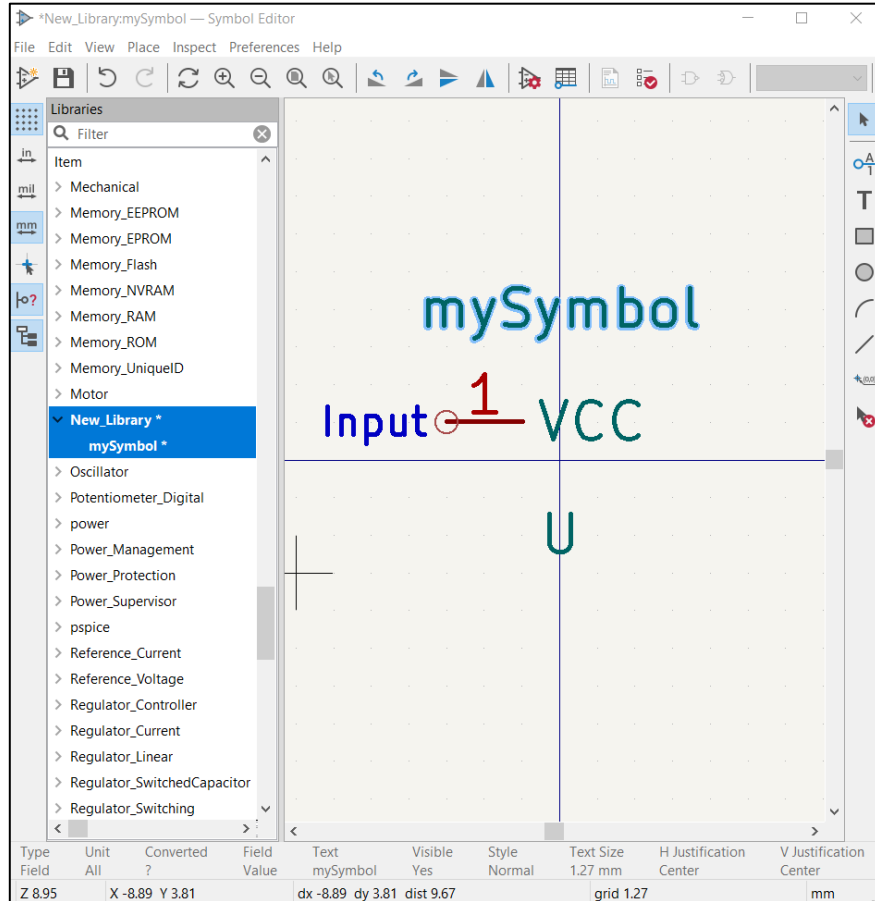 *New_Library:mySymbol — Symbol Editor
File Edit View Place Inspect Preferences Help
Libraries
Filter
Item
in
mil
mm
Mechanical
Memory_EEPROM
Memory_EPROM
Memory_Flash
Memory_NVRAM
Memory_RAM
Memory_ROM
Memory_UniqueID
Motor
New_Library *
mySymbol *
Oscillator
Potentiometer_Digital
power
Power_Management
Power_Protection
Power_Supervisor
pspice
Reference_Current
Reference_Voltage
Regulator_Controller
Regulator_Current
Regulator_Linear
Regulator_SwitchedCapacitor
Regulator_Switching
mySymbol
1
Input VCC
U
A
1
T
Type Unit Converted Field Text Visible Style Text Size H Justification V Justification
Field All ? Value mySymbol Yes Normal 1.27 mm Center Center
Z 8.95 X -8.89 Y 3.81 dx -8.89 dy 3.81 dist 9.67 grid 1.27 mm